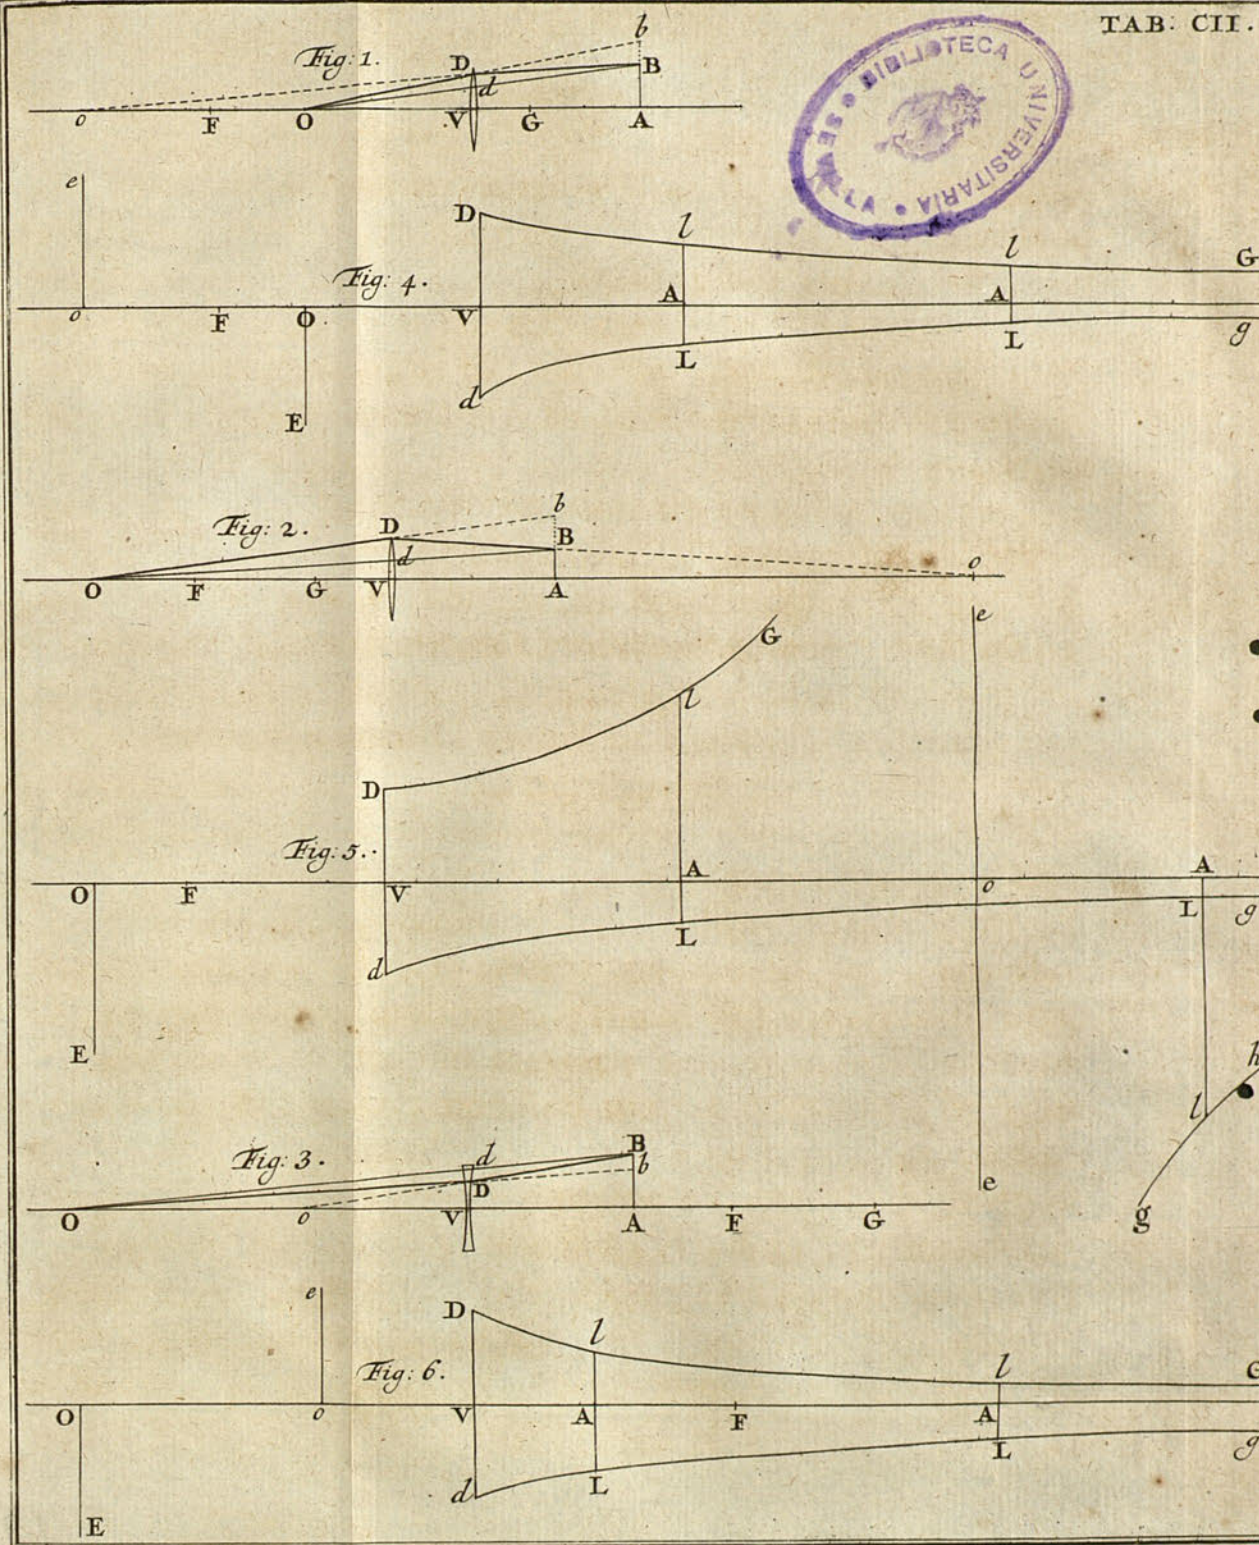 TAB. CII.
BIBLIOTECA UNIVERSITARIA SEVILLA
Fig: 1.
b
D
B
d
o F O V G A
e
D
l
l
G
Fig: 4.
A
A
o F O V
L
L
g
d
E
Fig: 2.
b
D
B
d
o
O F G V A
e
G
l
D
Fig: 5.
A
A
O F V o
L
L
g
d
E
h
l
g
e
Fig: 3.
d
B
b
D
O o V A F G
e
D
l
l
Fig: 6.
G
O o V A F A
L
L
g
d
E